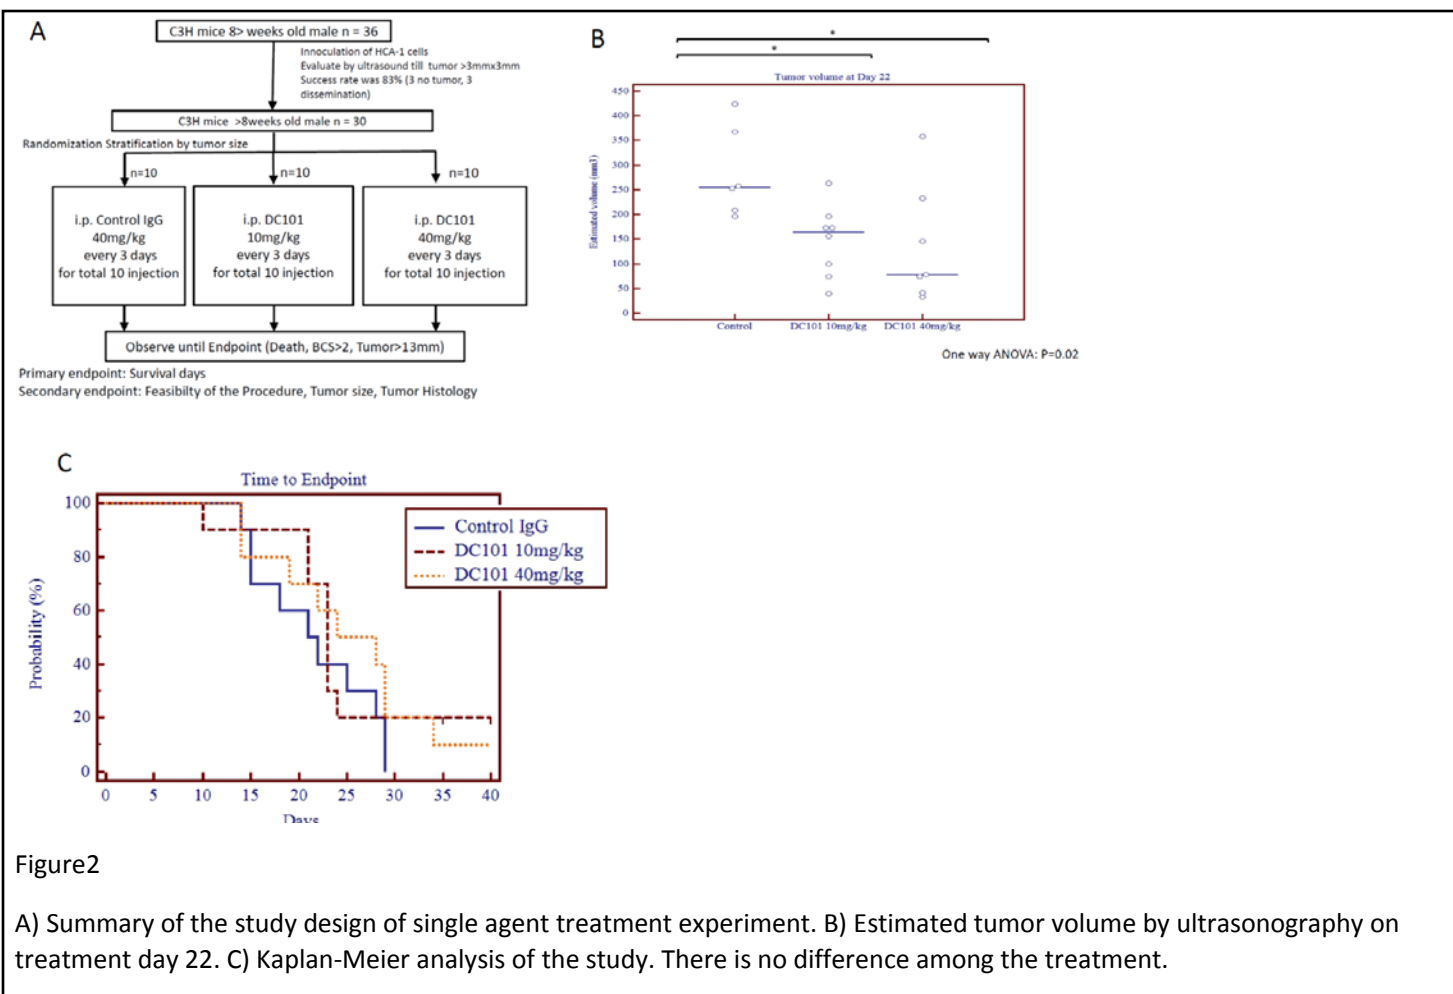 A
C3H mice 8> weeks old male n = 36
Innoculation of HCA-1 cells
Evaluate by ultrasound till tumor >3mmx3mm
Success rate was 83% (3 no tumor, 3
dissemination)
C3H mice >8weeks old male n = 30
Randomization Stratification by tumor size
n=10
n=10
n=10
i.p. Control IgG
40mg/kg
every 3 days
for total 10 injection
i.p. DC101
10mg/kg
every 3 days
for total 10 injection
i.p. DC101
40mg/kg
every 3 days
for total 10 injection
Observe until Endpoint (Death, BCS>2, Tumor>13mm)
Primary endpoint: Survival days
Secondary endpoint: Feasibilty of the Procedure, Tumor size, Tumor Histology
B
*
*
Tumor volume at Day 22
Estimated volume (mm3)
450
400
350
300
250
200
150
100
50
0
Control
DC101 10mg/kg
DC101 40mg/kg
One way ANOVA: P=0.02
C
Time to Endpoint
Probability (%)
100
80
60
40
20
0
0 5 10 15 20 25 30 35 40
Days
Control IgG
DC101 10mg/kg
DC101 40mg/kg
Figure2
A) Summary of the study design of single agent treatment experiment. B) Estimated tumor volume by ultrasonography on
treatment day 22. C) Kaplan-Meier analysis of the study. There is no difference among the treatment.